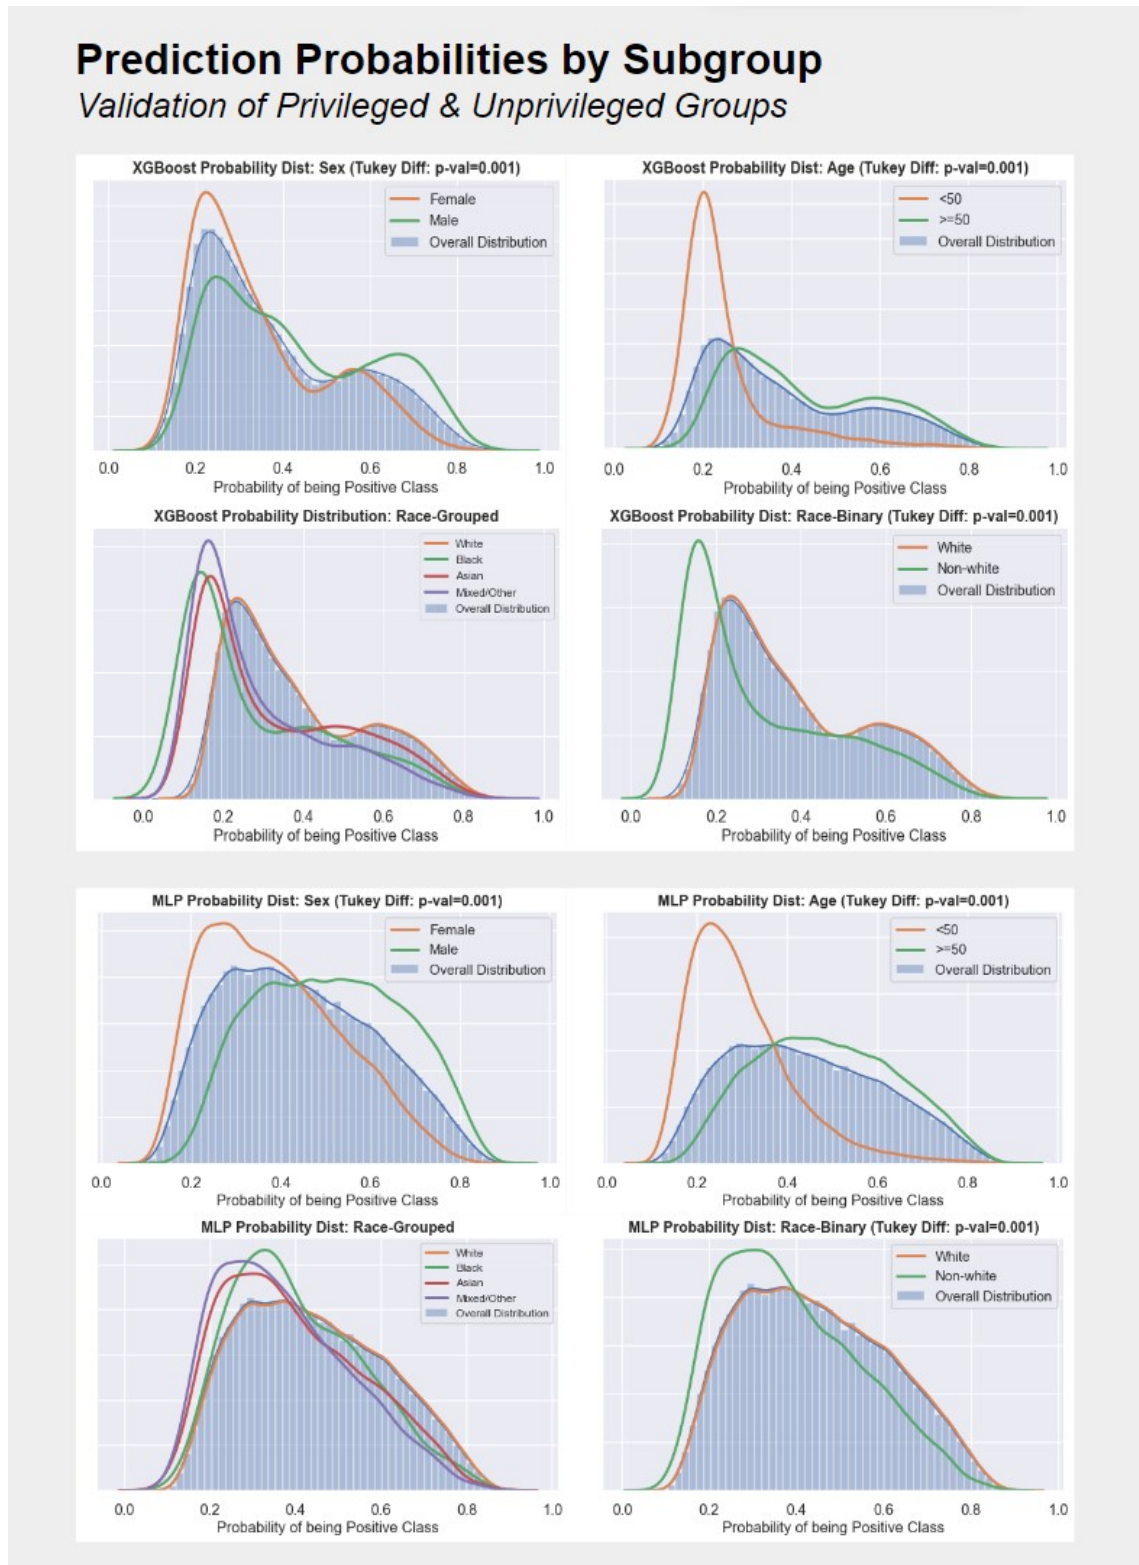 Prediction Probabilities by Subgroup
Validation of Privileged & Unprivileged Groups
XGBoost Probability Dist: Sex (Tukey Diff: p-val=0.001)
Female
Male
Overall Distribution
0.0 0.2 0.4 0.6 0.8 1.0
Probability of being Positive Class
XGBoost Probability Dist: Age (Tukey Diff: p-val=0.001)
<50
>=50
Overall Distribution
0.0 0.2 0.4 0.6 0.8 1.0
Probability of being Positive Class
XGBoost Probability Distribution: Race-Grouped
White
Black
Asian
Mixed/Other
Overall Distribution
0.0 0.2 0.4 0.6 0.8 1.0
Probability of being Positive Class
XGBoost Probability Dist: Race-Binary (Tukey Diff: p-val=0.001)
White
Non-white
Overall Distribution
0.0 0.2 0.4 0.6 0.8 1.0
Probability of being Positive Class
MLP Probability Dist: Sex (Tukey Diff: p-val=0.001)
Female
Male
Overall Distribution
0.0 0.2 0.4 0.6 0.8 1.0
Probability of being Positive Class
MLP Probability Dist: Age (Tukey Diff: p-val=0.001)
<50
>=50
Overall Distribution
0.0 0.2 0.4 0.6 0.8 1.0
Probability of being Positive Class
MLP Probability Dist: Race-Grouped
White
Black
Asian
Mixed/Other
Overall Distribution
0.0 0.2 0.4 0.6 0.8 1.0
Probability of being Positive Class
MLP Probability Dist: Race-Binary (Tukey Diff: p-val=0.001)
White
Non-white
Overall Distribution
0.0 0.2 0.4 0.6 0.8 1.0
Probability of being Positive Class